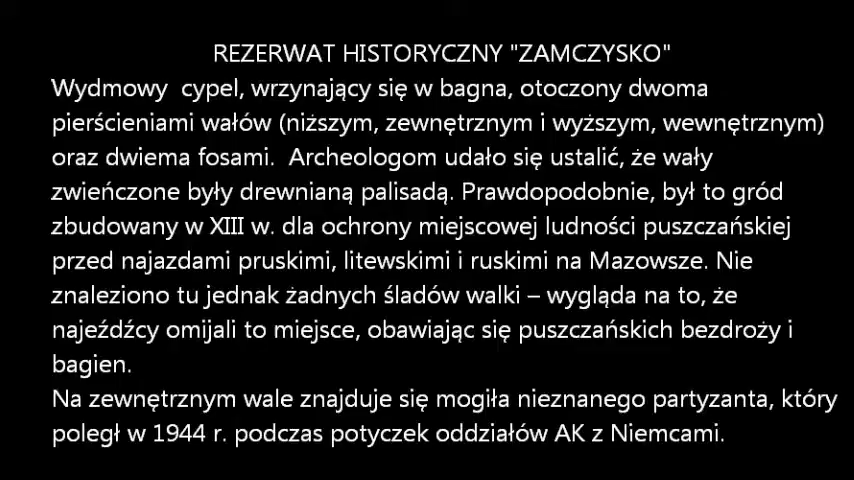 REZERWAT HISTORYCZNY "ZAMCZYSKO"
Wydmowy  cypel, wrzynający się w bagna, otoczony dwoma
pierścieniami wałów (niższym, zewnętrznym i wyższym, wewnętrznym)
oraz dwiema fosami.  Archeologom udało się ustalić, że wały
zwieńczone były drewnianą palisadą. Prawdopodobnie, był to gród
zbudowany w XIII w. dla ochrony miejscowej ludności puszczańskiej
przed najazdami pruskimi, litewskimi i ruskimi na Mazowsze. Nie
znaleziono tu jednak żadnych śladów walki – wygląda na to, że
najeźdźcy omijali to miejsce, obawiając się puszczańskich bezdroży i
bagien.
Na zewnętrznym wale znajduje się mogiła nieznanego partyzanta, który
poległ w 1944 r. podczas potyczek oddziałów AK z Niemcami.